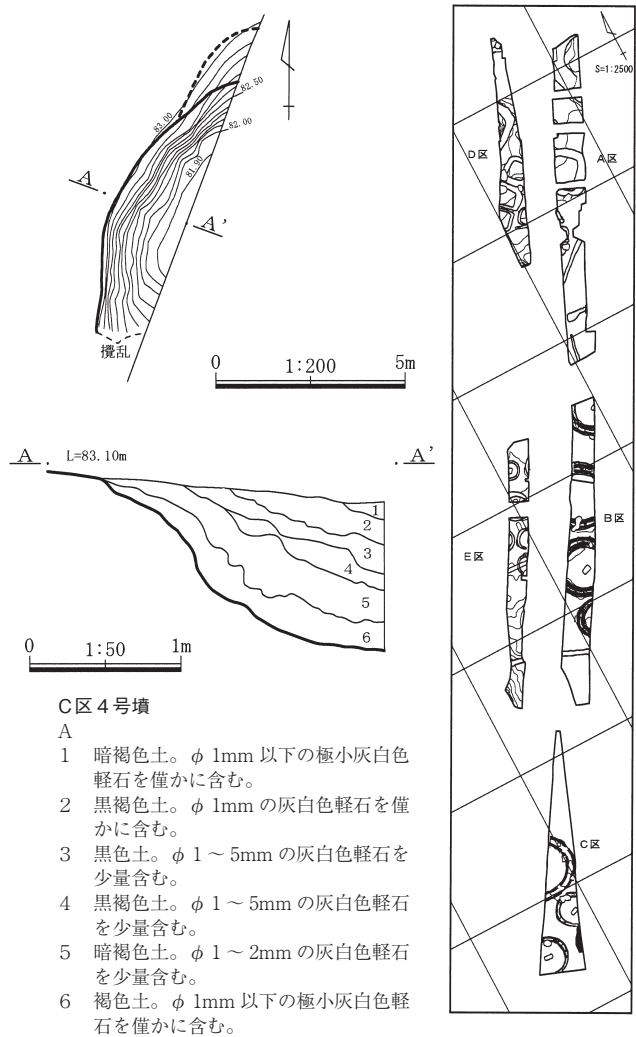 83.00
82.50
82.00
81.90
A
A'
攪乱
0 1:200 5m
A L=83.10m A'
1
2
3
4
5
6
0 1:50 1m
C区4号墳
A
1 暗褐色土。φ 1mm 以下の極小灰白色
軽石を僅かに含む。
2 黒褐色土。φ 1mm の灰白色軽石を僅
かに含む。
3 黒色土。φ 1～5mm の灰白色軽石を
少量含む。
4 黒褐色土。φ 1～5mm の灰白色軽石
を少量含む。
5 暗褐色土。φ 1～2mm の灰白色軽石
を少量含む。
6 褐色土。φ 1mm 以下の極小灰白色軽
石を僅かに含む。
S=1:2500
D区
A区
B区
E区
C区